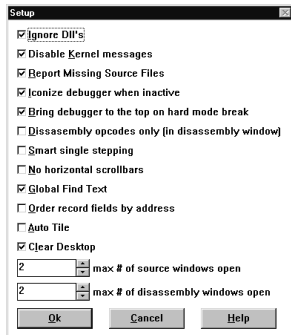 Setup
Ignore Dll's
Disable Kernel messages
Report Missing Source Files
Iconize debugger when inactive
Bring debugger to the top on hard mode break
Dissasembly opcodes only (in disassembly window)
Smart single stepping
No horizontal scrollbars
Global Find Text
Order record fields by address
Auto Tile
Clear Desktop
2 max # of source windows open
2 max # of disassembly windows open
Ok Cancel Help